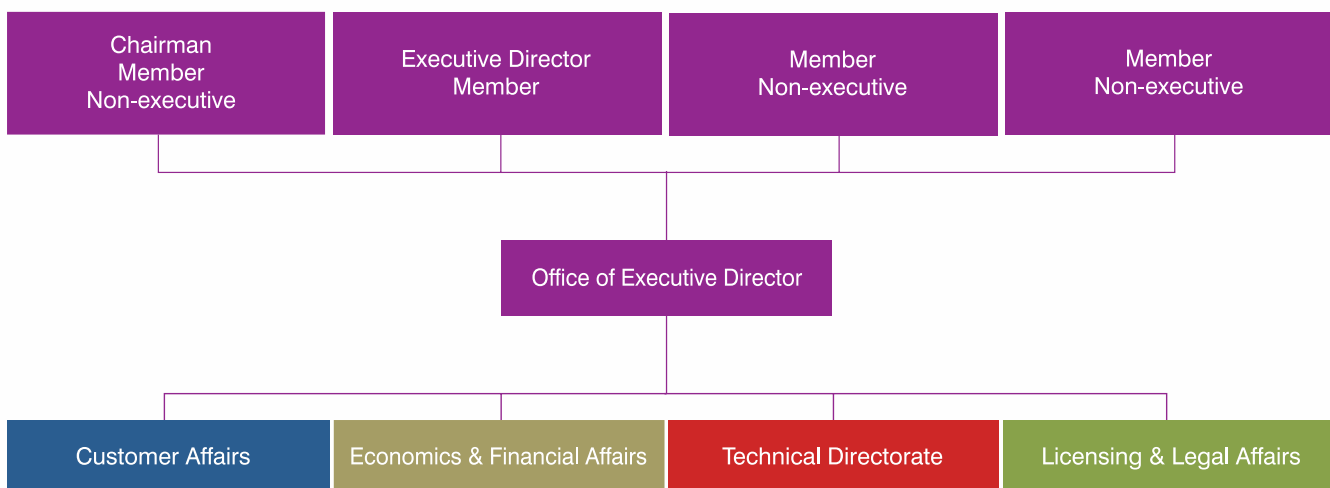 Chairman
Member
Non-executive
Executive Director
Member
Member
Non-executive
Member
Non-executive
Office of Executive Director
Customer Affairs
Economics & Financial Affairs
Technical Directorate
Licensing & Legal Affairs